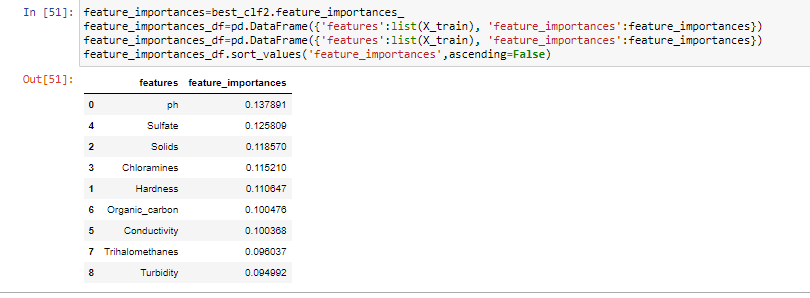 In [51]: feature_importances=best_clf2.feature_importances_
feature_importances_df=pd.DataFrame({'features':list(X_train), 'feature_importances':feature_importances})
feature_importances_df=pd.DataFrame({'features':list(X_train), 'feature_importances':feature_importances})
feature_importances_df.sort_values('feature_importances',ascending=False)
Out[51]:
features feature_importances
0 ph 0.137891
4 Sulfate 0.125809
2 Solids 0.118570
3 Chloramines 0.115210
1 Hardness 0.110647
6 Organic_carbon 0.100476
5 Conductivity 0.100368
7 Trihalomethanes 0.096037
8 Turbidity 0.094992